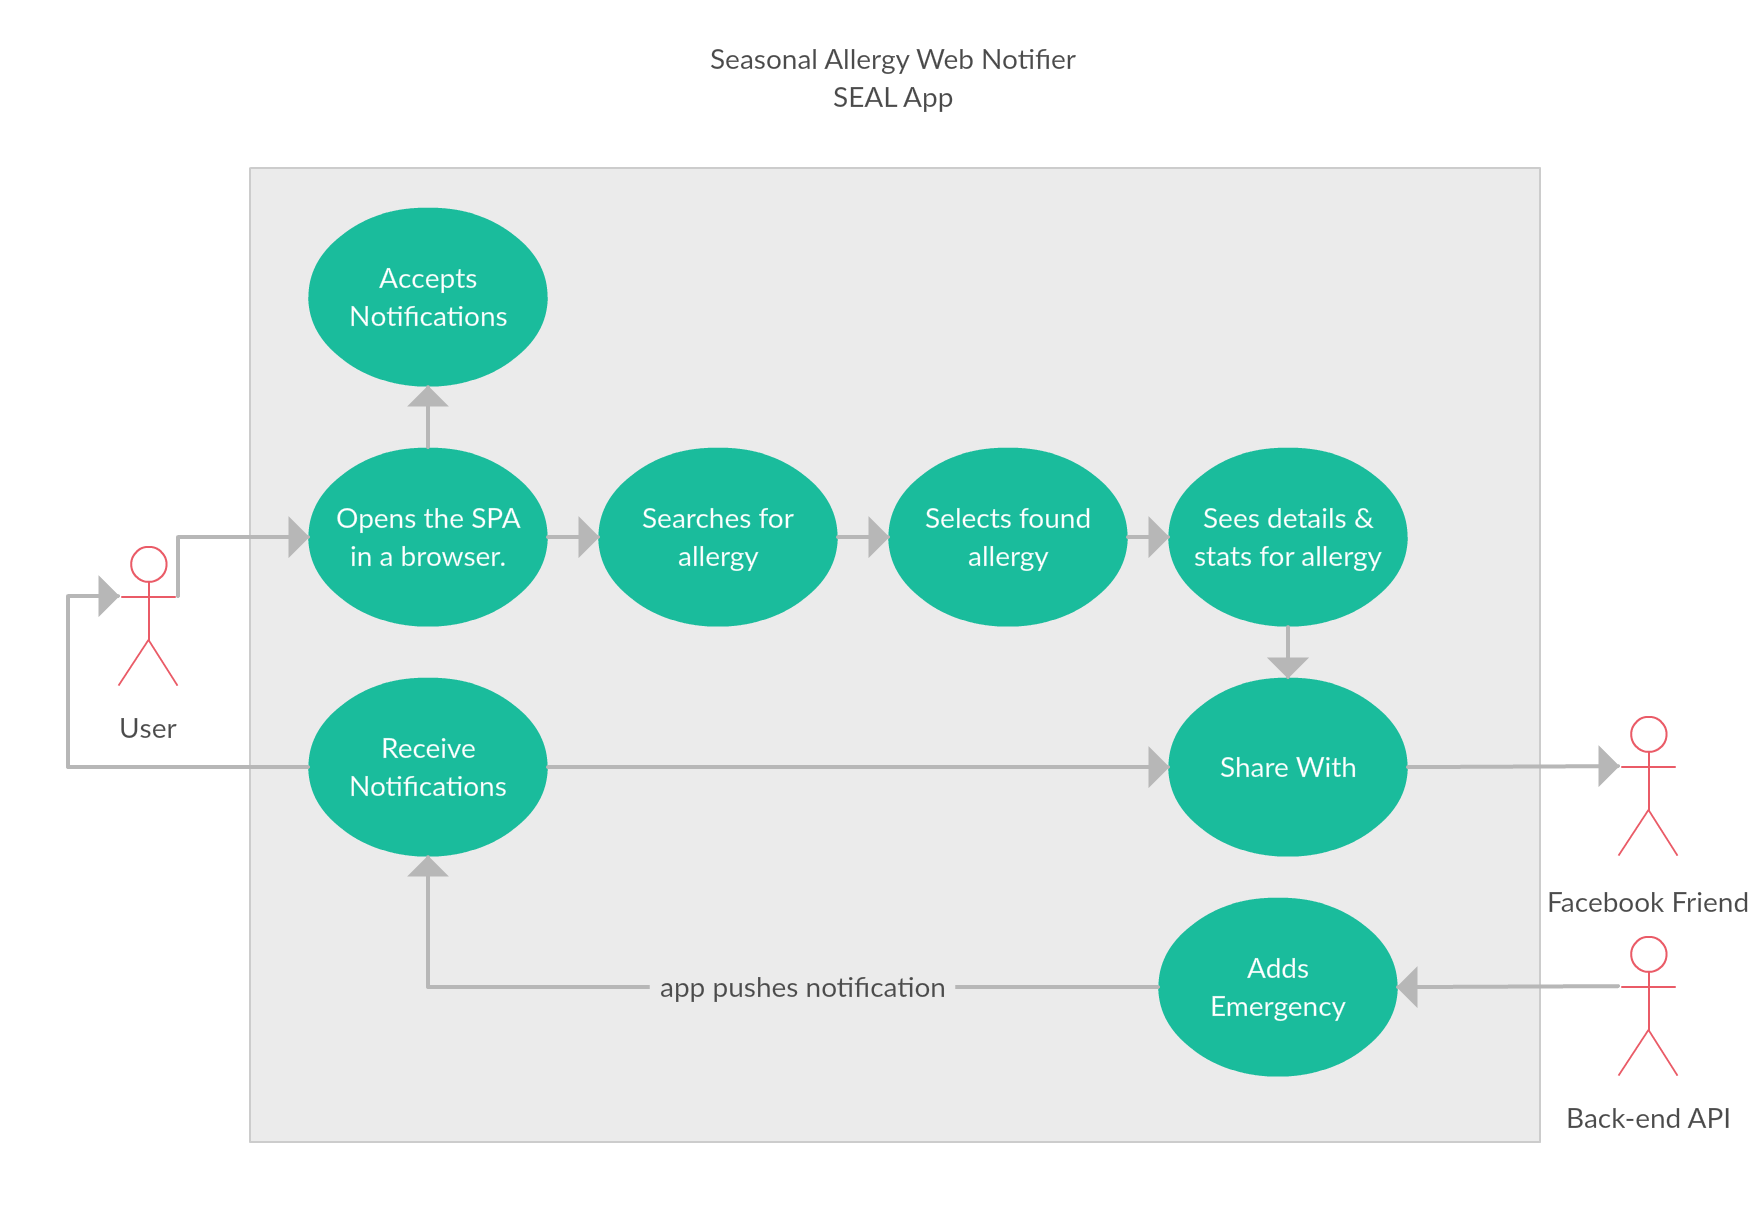 Seasonal Allergy Web Notifier
SEAL App
Accepts
Notifications
Opens the SPA
in a browser.
Searches for
allergy
Selects found
allergy
Sees details &
stats for allergy
User
Receive
Notifications
Share With
Facebook Friend
app pushes notification
Adds
Emergency
Back-end API